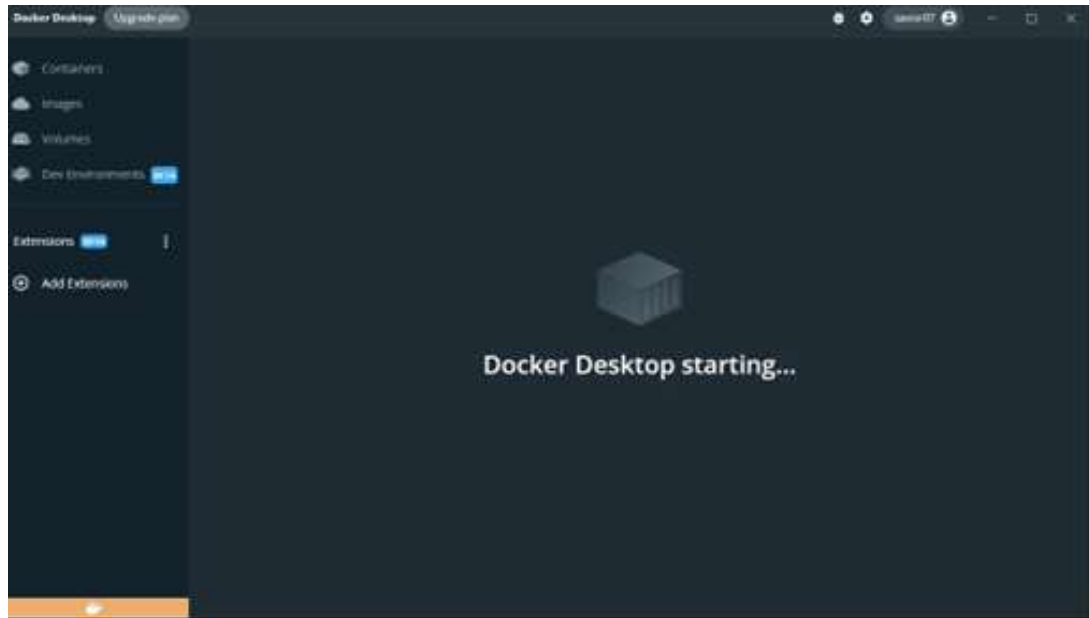 Docker Desktop Upgrade plan
Containers
Images
Volumes
Dev Environments BETA
Extensions BETA
Add Extensions
Docker Desktop starting...